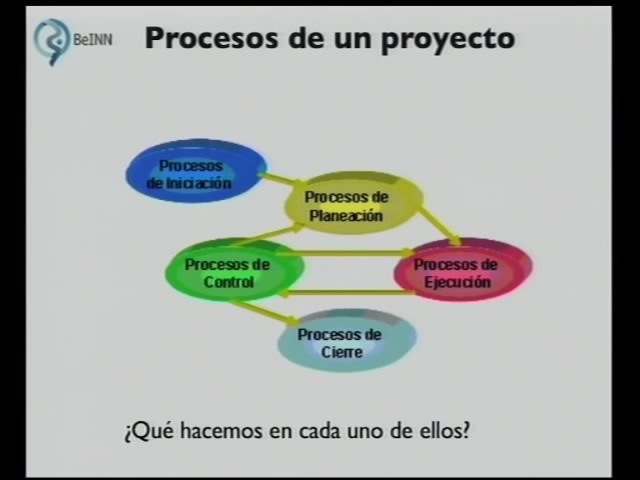 BeINN
Procesos de un proyecto
Procesos
de Iniciación
Procesos de
Planeación
Procesos de
Control
Procesos de
Ejecución
Procesos de
Cierre
¿Qué hacemos en cada uno de ellos?